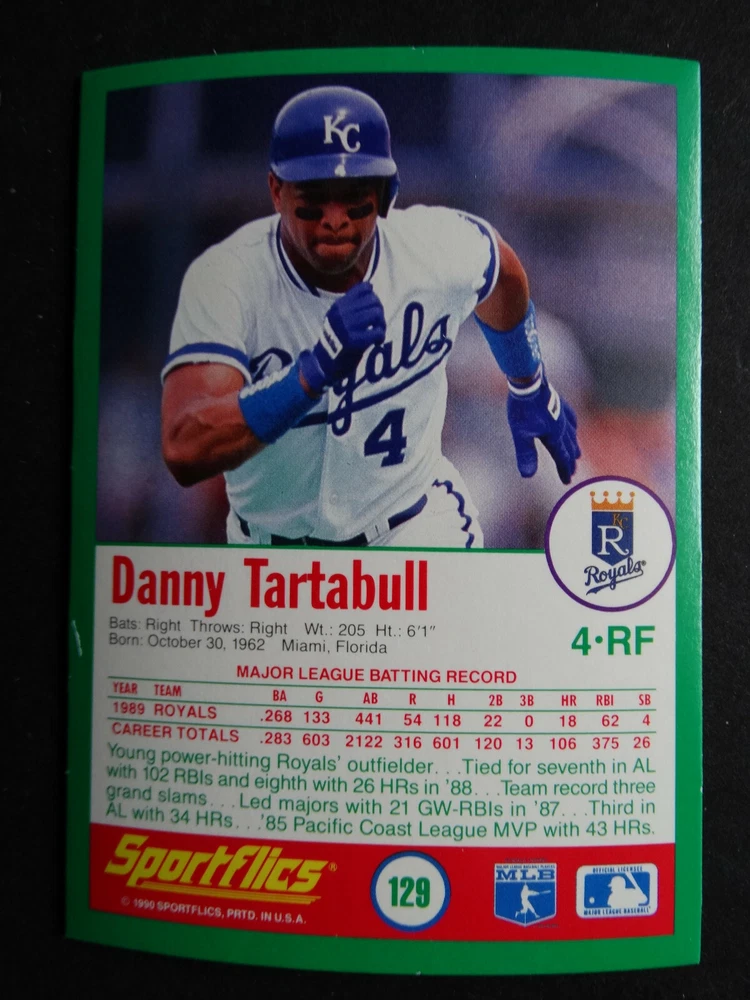 KC
Royals
4
KC
R
Royals®
Danny Tartabull
Bats: Right Throws: Right Wt.: 205 Ht.: 6'1"
Born: October 30, 1962 Miami, Florida
4•RF
MAJOR LEAGUE BATTING RECORD
YEAR TEAM BA G AB R H 2B 3B HR RBI SB
1989 ROYALS .268 133 441 54 118 22 0 18 62 4
CAREER TOTALS .283 603 2122 316 601 120 13 106 375 26
Young power-hitting Royals' outfielder. . .Tied for seventh in AL
with 102 RBIs and eighth with 26 HRs in '88. . .Team record three
grand slams. . . Led majors with 21 GW-RBIs in '87. . .Third in
AL with 34 HRs. . .'85 Pacific Coast League MVP with 43 HRs.
Sportflics®
© 1990 SPORTFLICS, PRTD. IN U.S.A.
129
MLB
OFFICIAL LICENSEE
MAJOR LEAGUE BASEBALL